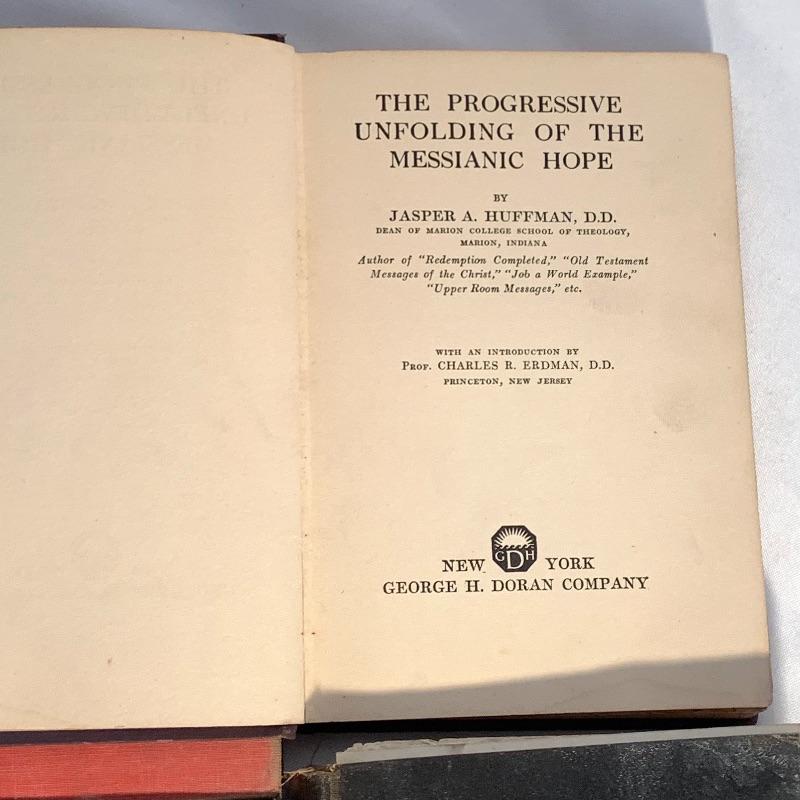 THE PROGRESSIVE
UNFOLDING OF THE
MESSIANIC HOPE
BY
JASPER A. HUFFMAN, D.D.
DEAN OF MARION COLLEGE SCHOOL OF THEOLOGY,
MARION, INDIANA
Author of "Redemption Completed," "Old Testament
Messages of the Christ," "Job a World Example,"
"Upper Room Messages," etc.
WITH AN INTRODUCTION BY
PROF. CHARLES R. ERDMAN, D.D.
PRINCETON, NEW JERSEY
NEW GDH YORK
GEORGE H. DORAN COMPANY